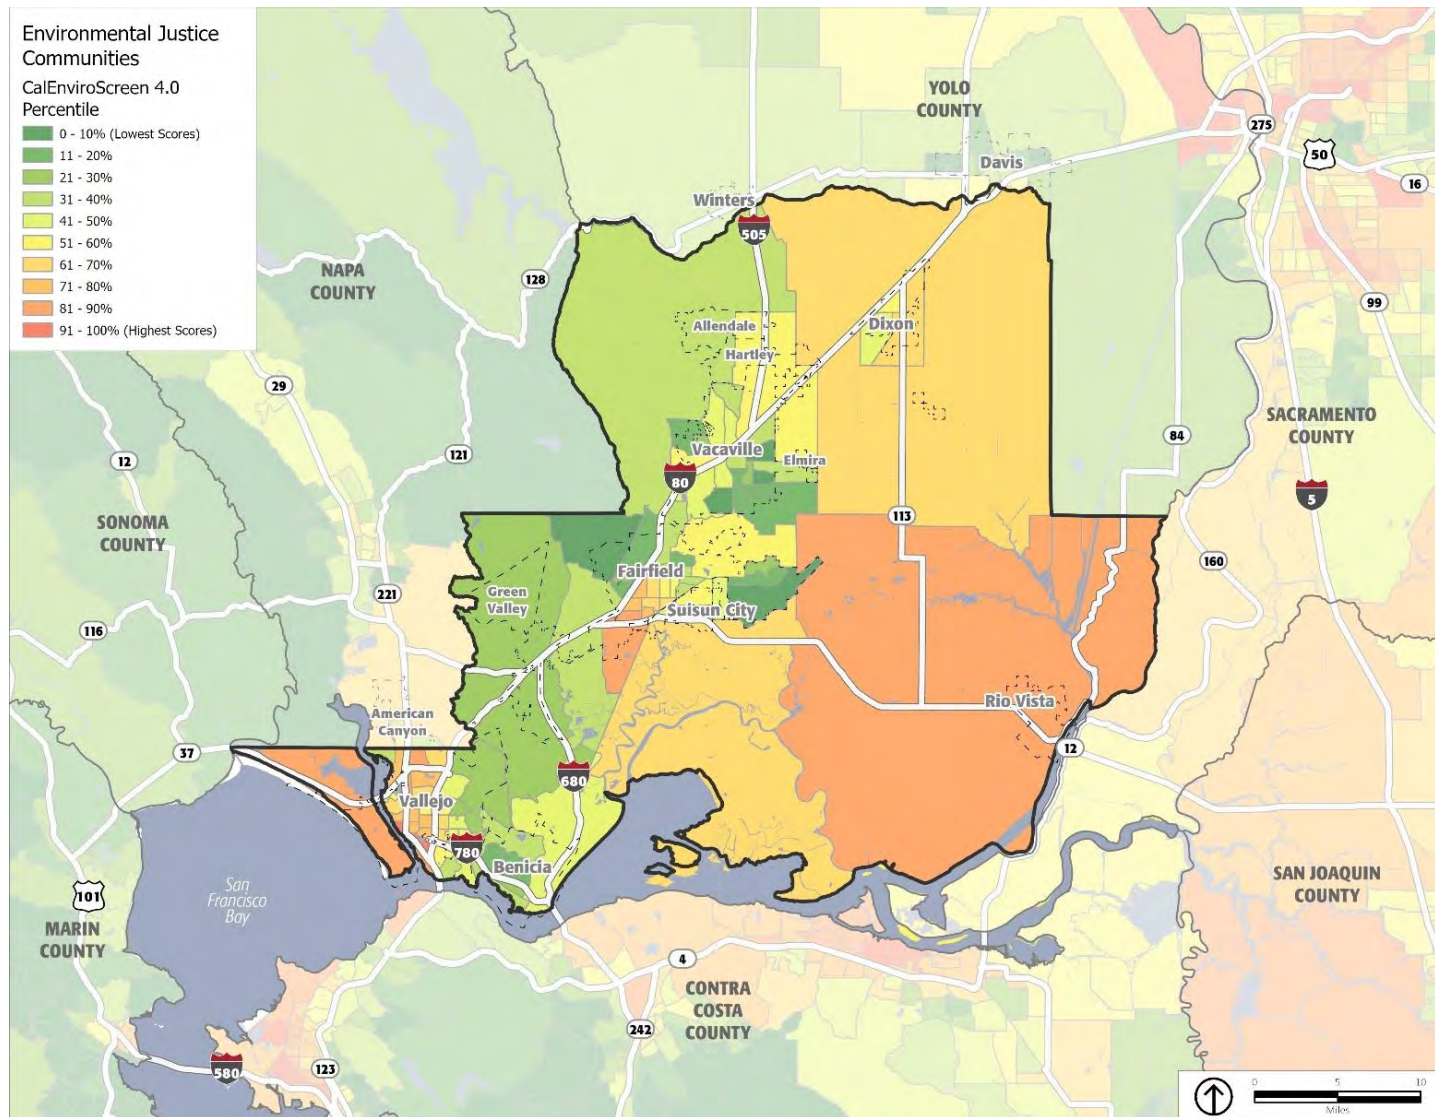 Environmental Justice
Communities
CalEnviroScreen 4.0
Percentile
0 - 10% (Lowest Scores)
11 - 20%
21 - 30%
31 - 40%
41 - 50%
51 - 60%
61 - 70%
71 - 80%
81 - 90%
91 - 100% (Highest Scores)
YOLO
COUNTY
275
50
Davis
16
Winters
505
NAPA
COUNTY
128
99
Allendale
Dixon
Hartley
29
SACRAMENTO
COUNTY
84
12
121
Vacaville
Elmira
80
5
SONOMA
COUNTY
113
160
Fairfield
221
Green
Valley
Suisun City
116
Rio Vista
American
Canyon
37
12
680
Vallejo
780
Benicia
San
Francisco
Bay
101
MARIN
COUNTY
SAN JOAQUIN
COUNTY
4
CONTRA
COSTA
COUNTY
242
580
123
0
5
10
Miles